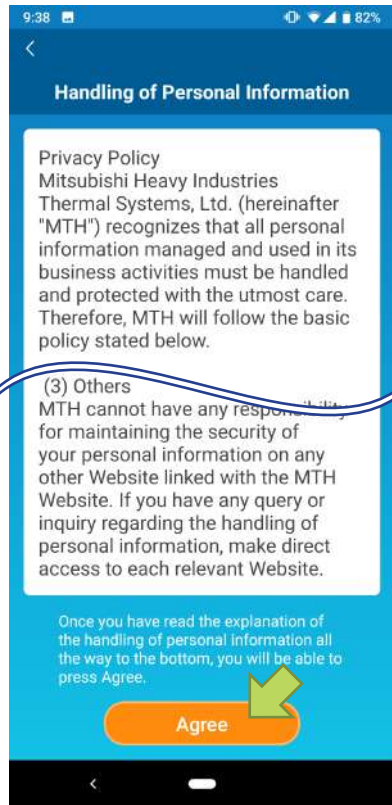 9:38 82%
Handling of Personal Information
Privacy Policy
Mitsubishi Heavy Industries
Thermal Systems, Ltd. (hereinafter
"MTH") recognizes that all personal
information managed and used in its
business activities must be handled
and protected with the utmost care.
Therefore, MTH will follow the basic
policy stated below.
(3) Others
MTH cannot have any responsibility
for maintaining the security of
your personal information on any
other Website linked with the MTH
Website. If you have any query or
inquiry regarding the handling of
personal information, make direct
access to each relevant Website.
Once you have read the explanation of
the handling of personal information all
the way to the bottom, you will be able to
press Agree.
Agree